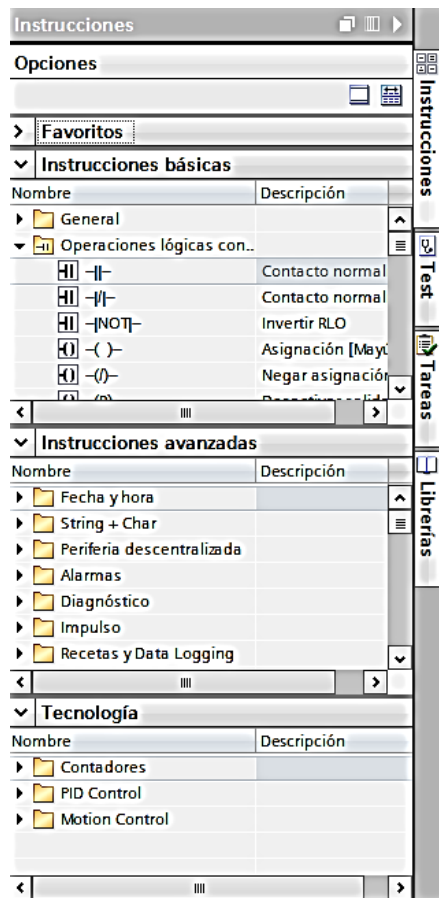 Instrucciones
Opciones
Favoritos
Instrucciones básicas
Nombre Descripción
General
Operaciones lógicas con..
-||- Contacto normal
-|/|- Contacto normal
-|NOT|- Invertir RLO
-( )- Asignación [Mayú
-(/)- Negar asignación
Instrucciones avanzadas
Nombre Descripción
Fecha y hora
String + Char
Periferia descentralizada
Alarmas
Diagnóstico
Impulso
Recetas y Data Logging
Tecnología
Nombre Descripción
Contadores
PID Control
Motion Control
Instrucciones
Test
Tareas
Librerías